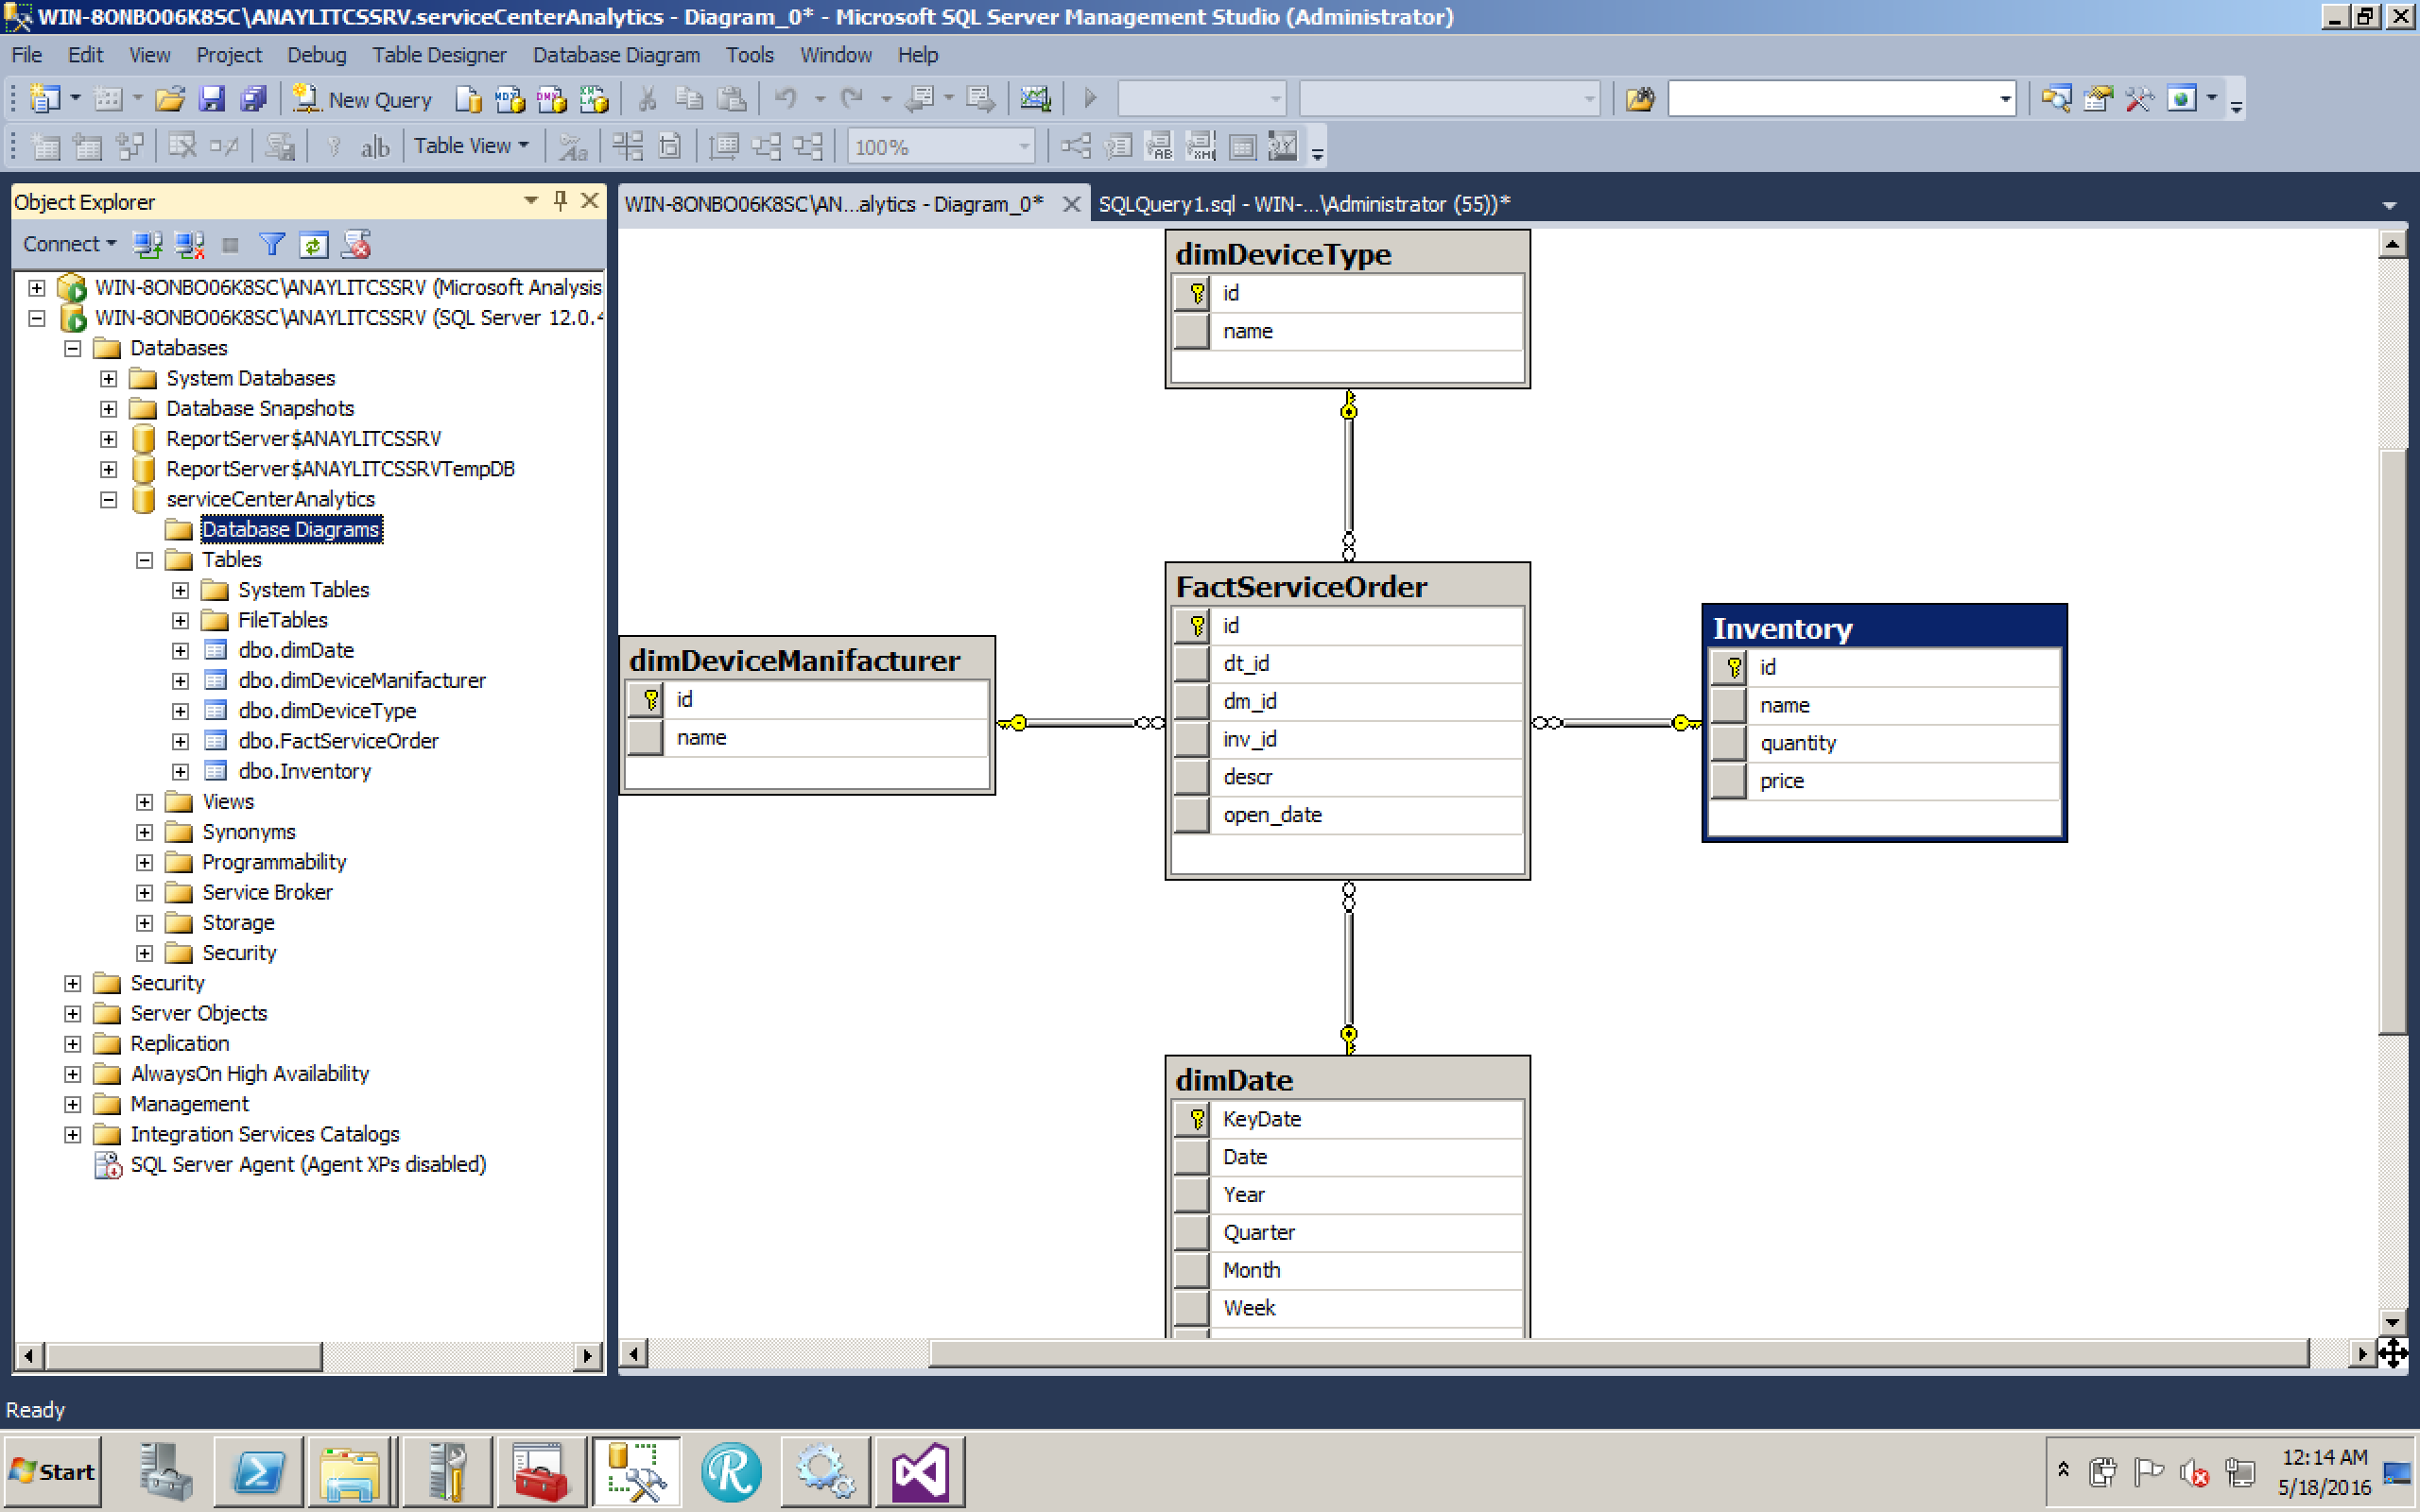 WIN-8ONBO06K8SC\ANAYLITCSSRV.serviceCenterAnalytics - Diagram_0* - Microsoft SQL Server Management Studio (Administrator)
File Edit View Project Debug Table Designer Database Diagram Tools Window Help
New Query
Table View 100%
Object Explorer
WIN-8ONBO06K8SC\AN...alytics - Diagram_0* SQLQuery1.sql - WIN-...\Administrator (55))*
Connect
WIN-8ONBO06K8SC\ANAYLITCSSRV (Microsoft Analysis
WIN-8ONBO06K8SC\ANAYLITCSSRV (SQL Server 12.0.4
Databases
System Databases
Database Snapshots
ReportServer$ANAYLITCSSRV
ReportServer$ANAYLITCSSRVTempDB
serviceCenterAnalytics
Database Diagrams
Tables
System Tables
FileTables
dbo.dimDate
dbo.dimDeviceManifacturer
dbo.dimDeviceType
dbo.FactServiceOrder
dbo.Inventory
Views
Synonyms
Programmability
Service Broker
Storage
Security
Security
Server Objects
Replication
AlwaysOn High Availability
Management
Integration Services Catalogs
SQL Server Agent (Agent XPs disabled)
dimDeviceType
id
name
dimDeviceManifacturer
id
name
FactServiceOrder
id
dt_id
dm_id
inv_id
descr
open_date
Inventory
id
name
quantity
price
dimDate
KeyDate
Date
Year
Quarter
Month
Week
Ready
Start
12:14 AM
5/18/2016